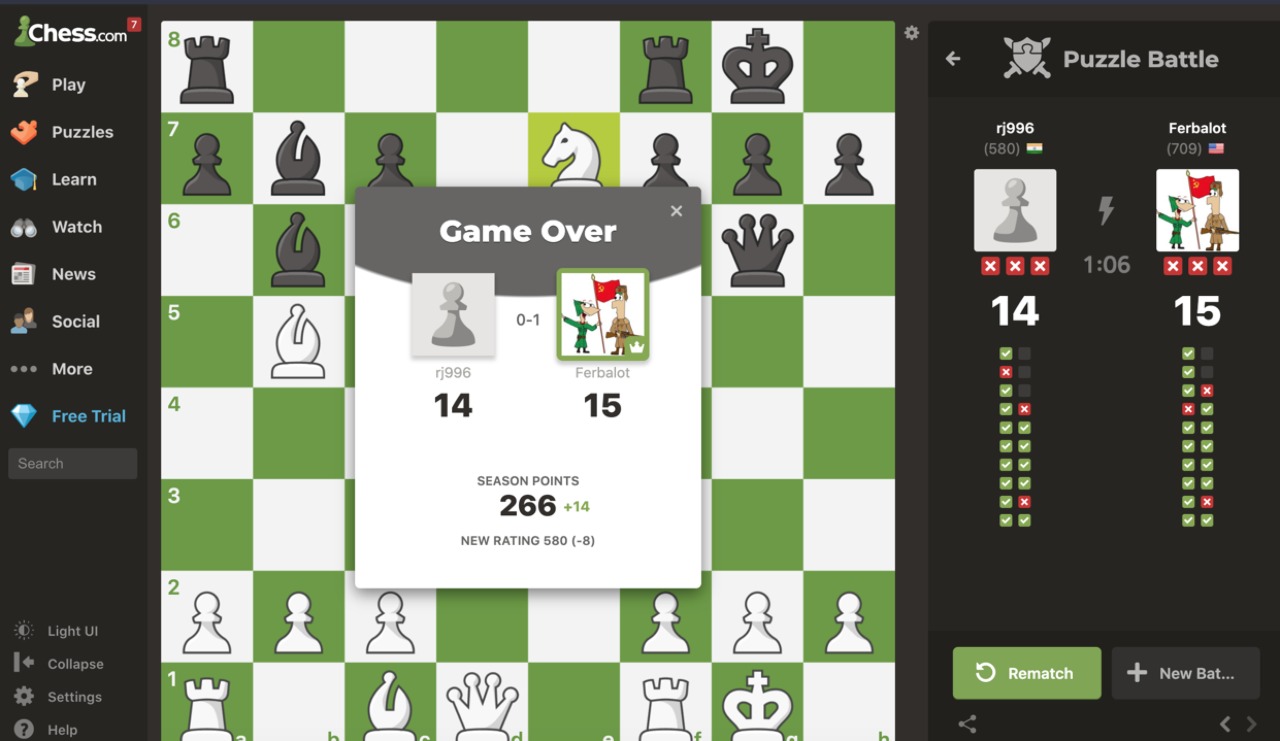 Chess.com
7
Play
Puzzles
Learn
Watch
News
Social
More
Free Trial
Search
Light UI
Collapse
Settings
Help
8
7
6
5
4
3
2
1
a
b
c
d
e
f
g
h
Game Over
0-1
rj996
Ferbalot
14
15
SEASON POINTS
266 +14
NEW RATING 580 (-8)
Puzzle Battle
rj996
Ferbalot
(580)
(709)
1:06
14
15
Rematch
New Bat...